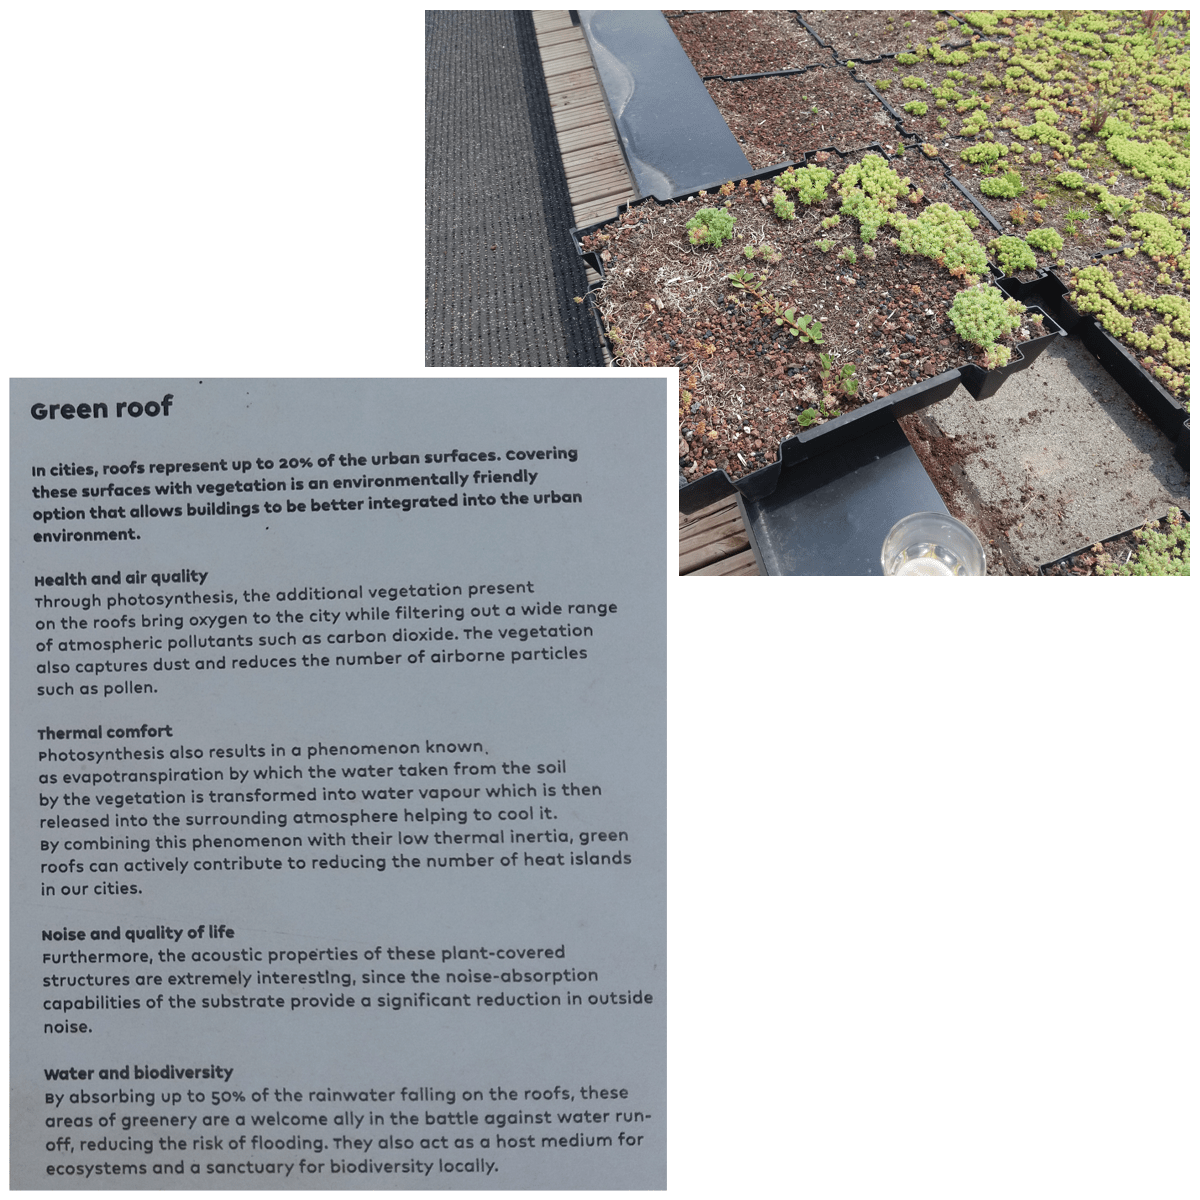 Green roof
In cities, roofs represent up to 20% of the urban surfaces. Covering
these surfaces with vegetation is an environmentally friendly
option that allows buildings to be better integrated into the urban
environment.
Health and air quality
Through photosynthesis, the additional vegetation present
on the roofs bring oxygen to the city while filtering out a wide range
of atmospheric pollutants such as carbon dioxide. The vegetation
also captures dust and reduces the number of airborne particles
such as pollen.
Thermal comfort
Photosynthesis also results in a phenomenon known
as evapotranspiration by which the water taken from the soil
by the vegetation is transformed into water vapour which is then
released into the surrounding atmosphere helping to cool it.
By combining this phenomenon with their low thermal inertia, green
roofs can actively contribute to reducing the number of heat islands
in our cities.
Noise and quality of life
Furthermore, the acoustic properties of these plant-covered
structures are extremely interesting, since the noise-absorption
capabilities of the substrate provide a significant reduction in outside
noise.
Water and biodiversity
By absorbing up to 50% of the rainwater falling on the roofs, these
areas of greenery are a welcome ally in the battle against water run-
off, reducing the risk of flooding. They also act as a host medium for
ecosystems and a sanctuary for biodiversity locally.